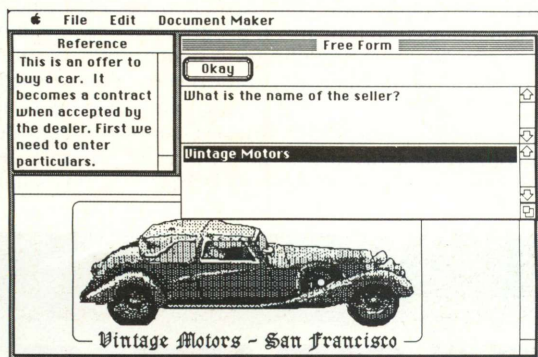 File Edit Document Maker
Reference
This is an offer to
buy a car. It
becomes a contract
when accepted by
the dealer. First we
need to enter
particulars.
Free Form
Okay
What is the name of the seller?
Vintage Motors
Vintage Motors ~ San Francisco